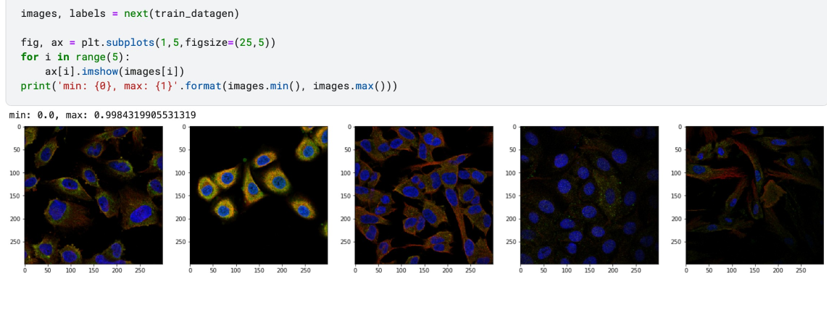 images, labels = next(train_datagen)
fig, ax = plt.subplots(1,5,figsize=(25,5))
for i in range(5):
    ax[i].imshow(images[i])
print('min: {0}, max: {1}'.format(images.min(), images.max()))
min: 0.0, max: 0.9984319905531319
0 0 0 0 0
50 50 50 50 50
100 100 100 100 100
150 150 150 150 150
200 200 200 200 200
250 250 250 250 250
0 50 100 150 200 250 0 50 100 150 200 250 0 50 100 150 200 250 0 50 100 150 200 250 0 50 100 150 200 250